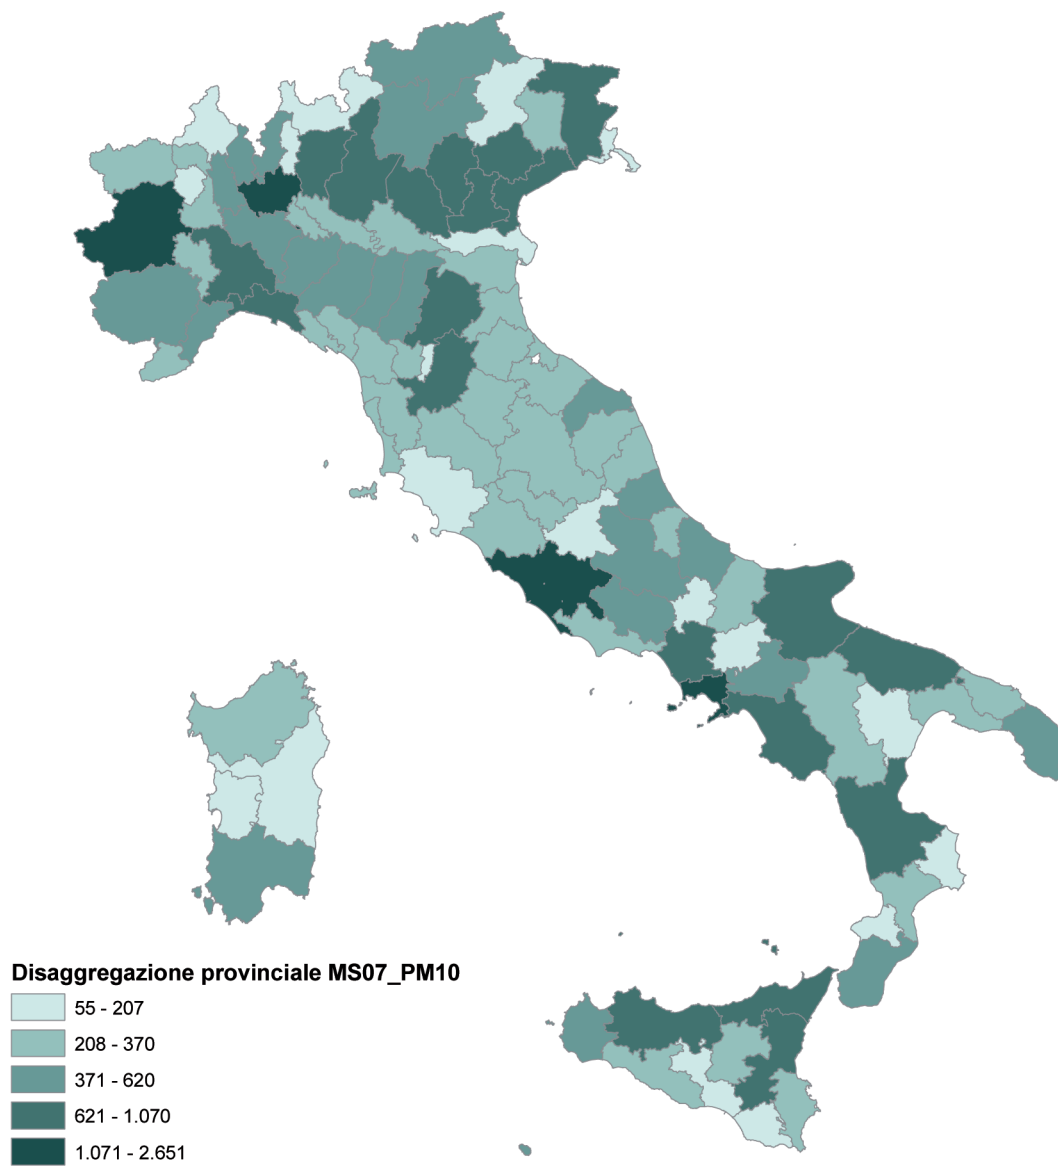 Disaggregazione provinciale MS07_PM10
55 - 207
208 - 370
371 - 620
621 - 1.070
1.071 - 2.651